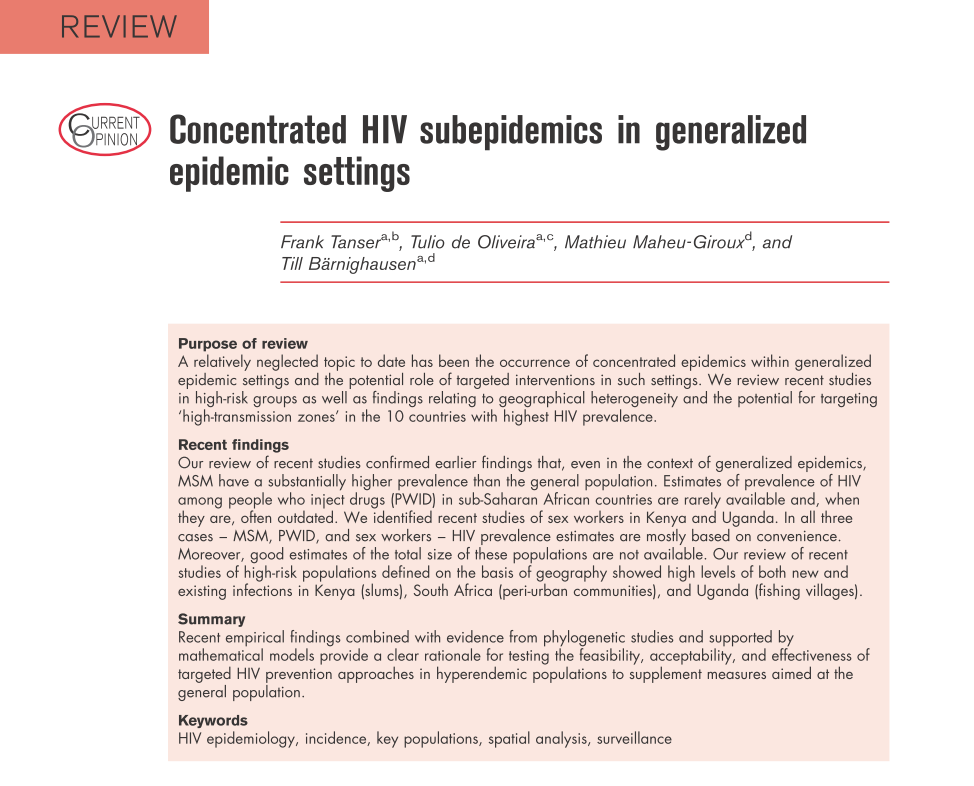 REVIEW
CURRENT
OPINION
Concentrated HIV subepidemics in generalized
epidemic settings
Frank Tanser^a,b, Tulio de Oliveira^a,c, Mathieu Maheu-Giroux^d, and
Till Bärnighausen^a,d
Purpose of review
A relatively neglected topic to date has been the occurrence of concentrated epidemics within generalized
epidemic settings and the potential role of targeted interventions in such settings. We review recent studies
in high-risk groups as well as findings relating to geographical heterogeneity and the potential for targeting
‘high-transmission zones’ in the 10 countries with highest HIV prevalence.
Recent findings
Our review of recent studies confirmed earlier findings that, even in the context of generalized epidemics,
MSM have a substantially higher prevalence than the general population. Estimates of prevalence of HIV
among people who inject drugs (PWID) in sub-Saharan African countries are rarely available and, when
they are, often outdated. We identified recent studies of sex workers in Kenya and Uganda. In all three
cases – MSM, PWID, and sex workers – HIV prevalence estimates are mostly based on convenience.
Moreover, good estimates of the total size of these populations are not available. Our review of recent
studies of high-risk populations defined on the basis of geography showed high levels of both new and
existing infections in Kenya (slums), South Africa (peri-urban communities), and Uganda (fishing villages).
Summary
Recent empirical findings combined with evidence from phylogenetic studies and supported by
mathematical models provide a clear rationale for testing the feasibility, acceptability, and effectiveness of
targeted HIV prevention approaches in hyperendemic populations to supplement measures aimed at the
general population.
Keywords
HIV epidemiology, incidence, key populations, spatial analysis, surveillance